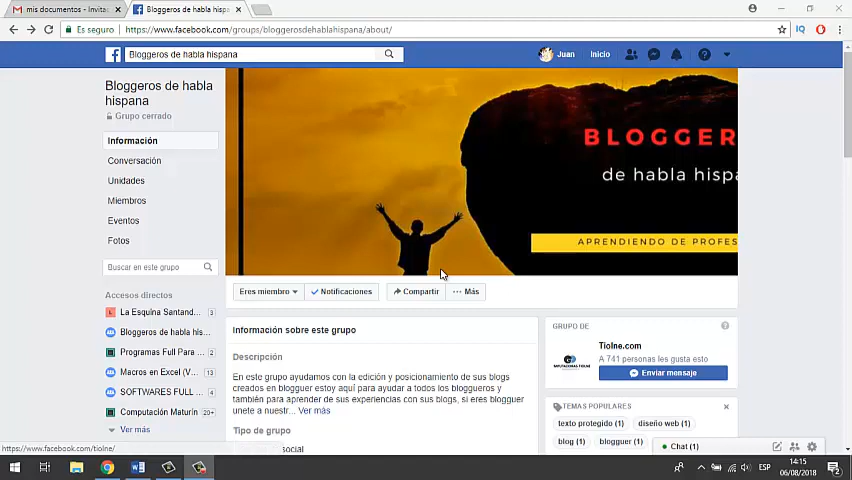 mis documentos - Invitac
Bloggeros de habla hispa
Es seguro
https://www.facebook.com/groups/bloggerosdehablahispana/about/
Bloggeros de habla hispana
Juan
Inicio
Bloggeros de habla
hispana
Grupo cerrado
Información
Conversación
Unidades
Miembros
Eventos
Fotos
Buscar en este grupo
Accesos directos
La Esquina Santand... 3
Bloggeros de habla his...
Programas Full Para ... 2
Macros en Excel (V... 13
SOFTWARES FULL ... 4
Computación Maturín 20+
Ver más
BLOGGER
de habla hispa
APRENDIENDO DE PROFES
Eres miembro
Notificaciones
Compartir
Más
Información sobre este grupo
Descripción
En este grupo ayudamos con la edición y posicionamiento de sus blogs
creados en blogguer estoy aquí para ayudar a todos los bloggueros y
también para aprender de sus experiencias con sus blogs, si eres blogguer
unete a nuestr... Ver más
Tipo de grupo
social
GRUPO DE
Tiolne.com
A 741 personas les gusta esto
Enviar mensaje
TEMAS POPULARES
texto protegido (1)
diseño web (1)
blog (1)
blogguer (1)
Chat (1)
https://www.facebook.com/tiolne/
ESP
14:15
06/08/2018
2